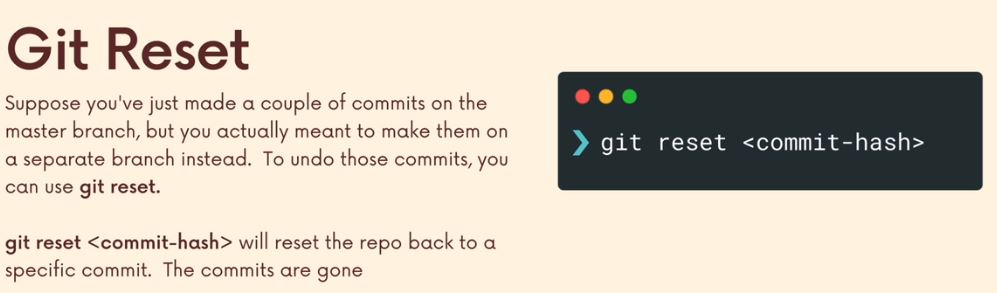 Git Reset
Suppose you've just made a couple of commits on the
master branch, but you actually meant to make them on
a separate branch instead.  To undo those commits, you
can use git reset.
git reset <commit-hash> will reset the repo back to a
specific commit.  The commits are gone
❯ git reset <commit-hash>